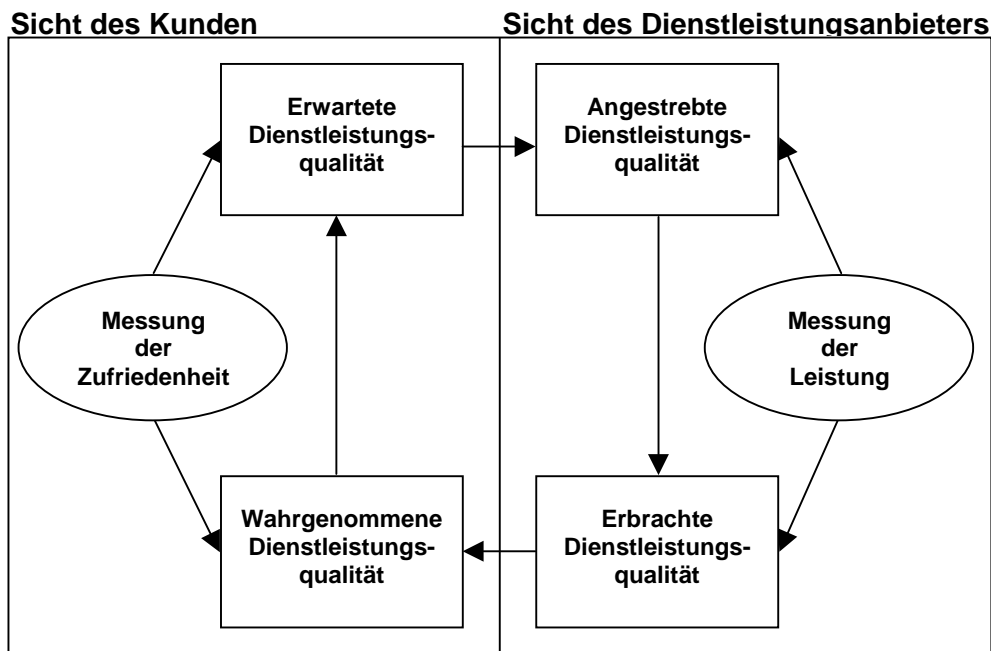 Sicht des Kunden
Sicht des Dienstleistungsanbieters
Erwartete
Dienstleistungs-
qualität
Angestrebte
Dienstleistungs-
qualität
Messung
der
Zufriedenheit
Messung
der
Leistung
Wahrgenommene
Dienstleistungs-
qualität
Erbrachte
Dienstleistungs-
qualität